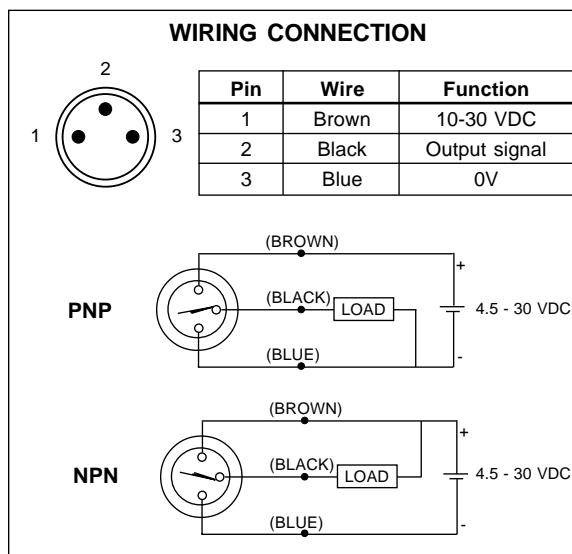 WIRING CONNECTION
2
1
3
Pin Wire Function
1 Brown 10-30 VDC
2 Black Output signal
3 Blue 0V
PNP
(BROWN)
(BLACK)
LOAD
(BLUE)
+
4.5 - 30 VDC
-
NPN
(BROWN)
(BLACK)
LOAD
(BLUE)
+
4.5 - 30 VDC
-